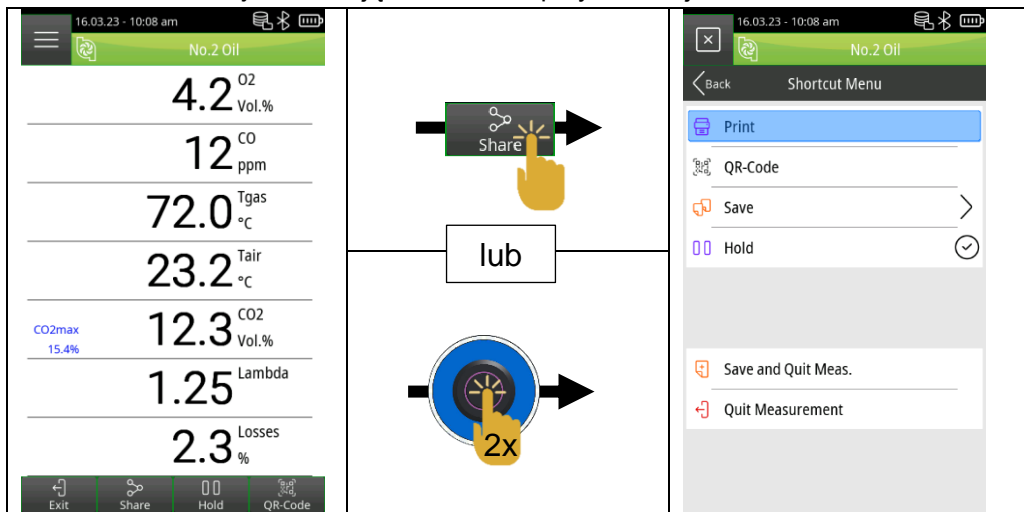 16.03.23 - 10:08 am
No.2 Oil
4.2 O2 Vol.%
12 CO ppm
72.0 Tgas °C
23.2 Tair °C
CO2max 15.4%
12.3 CO2 Vol.%
1.25 Lambda
2.3 Losses %
Exit Share Hold QR-Code
Share
lub
2x
16.03.23 - 10:08 am
No.2 Oil
Back Shortcut Menu
Print
QR-Code
Save
Hold
Save and Quit Meas.
Quit Measurement